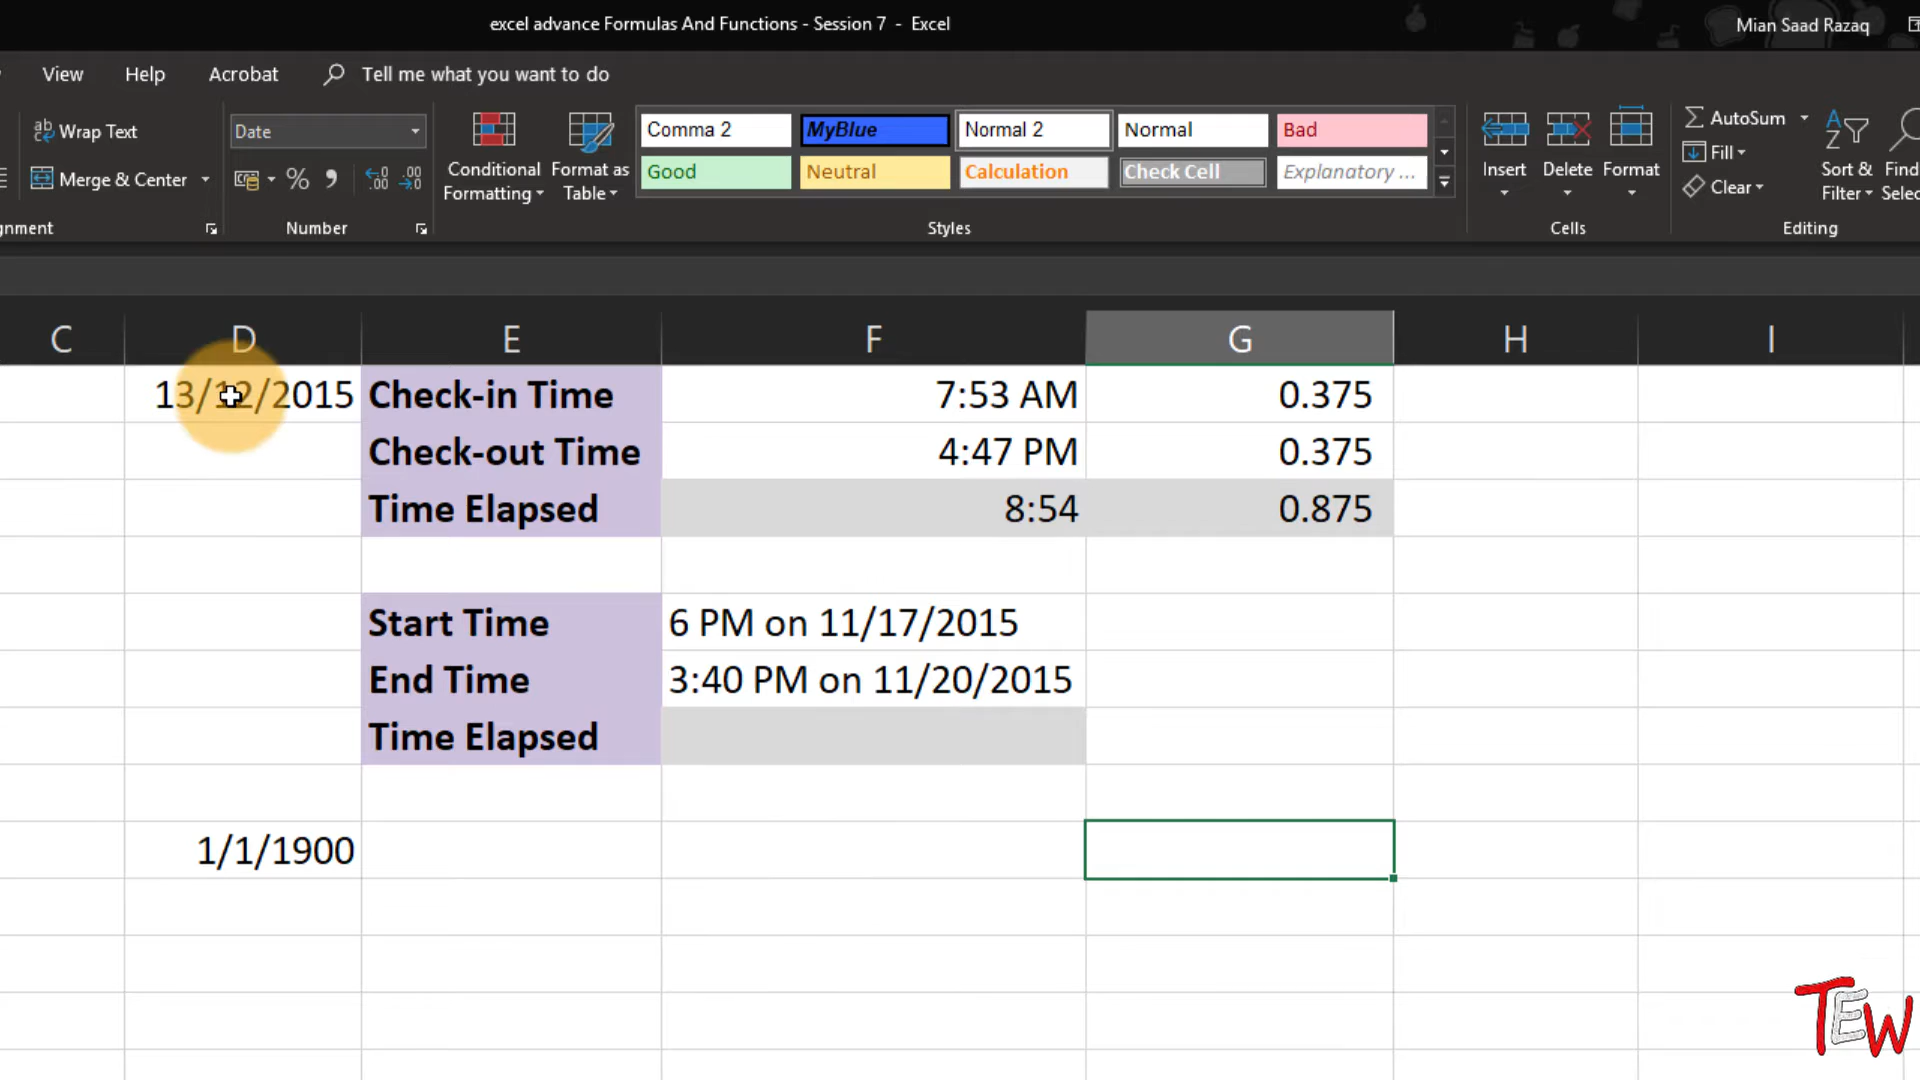 excel advance Formulas And Functions - Session 7 - Excel
Mian Saad Razaq
View Help Acrobat Tell me what you want to do
Wrap Text
Date
Merge & Center
Conditional Formatting
Format as Table
Comma 2 MyBlue Normal 2 Normal Bad
Good Neutral Calculation Check Cell Explanatory ...
Insert Delete Format
AutoSum
Fill
Clear
Sort & Filter
Find
Number Styles Cells Editing
C D E F G H I
13/12/2015 Check-in Time 7:53 AM 0.375
Check-out Time 4:47 PM 0.375
Time Elapsed 8:54 0.875
Start Time 6 PM on 11/17/2015
End Time 3:40 PM on 11/20/2015
Time Elapsed
1/1/1900
TEW